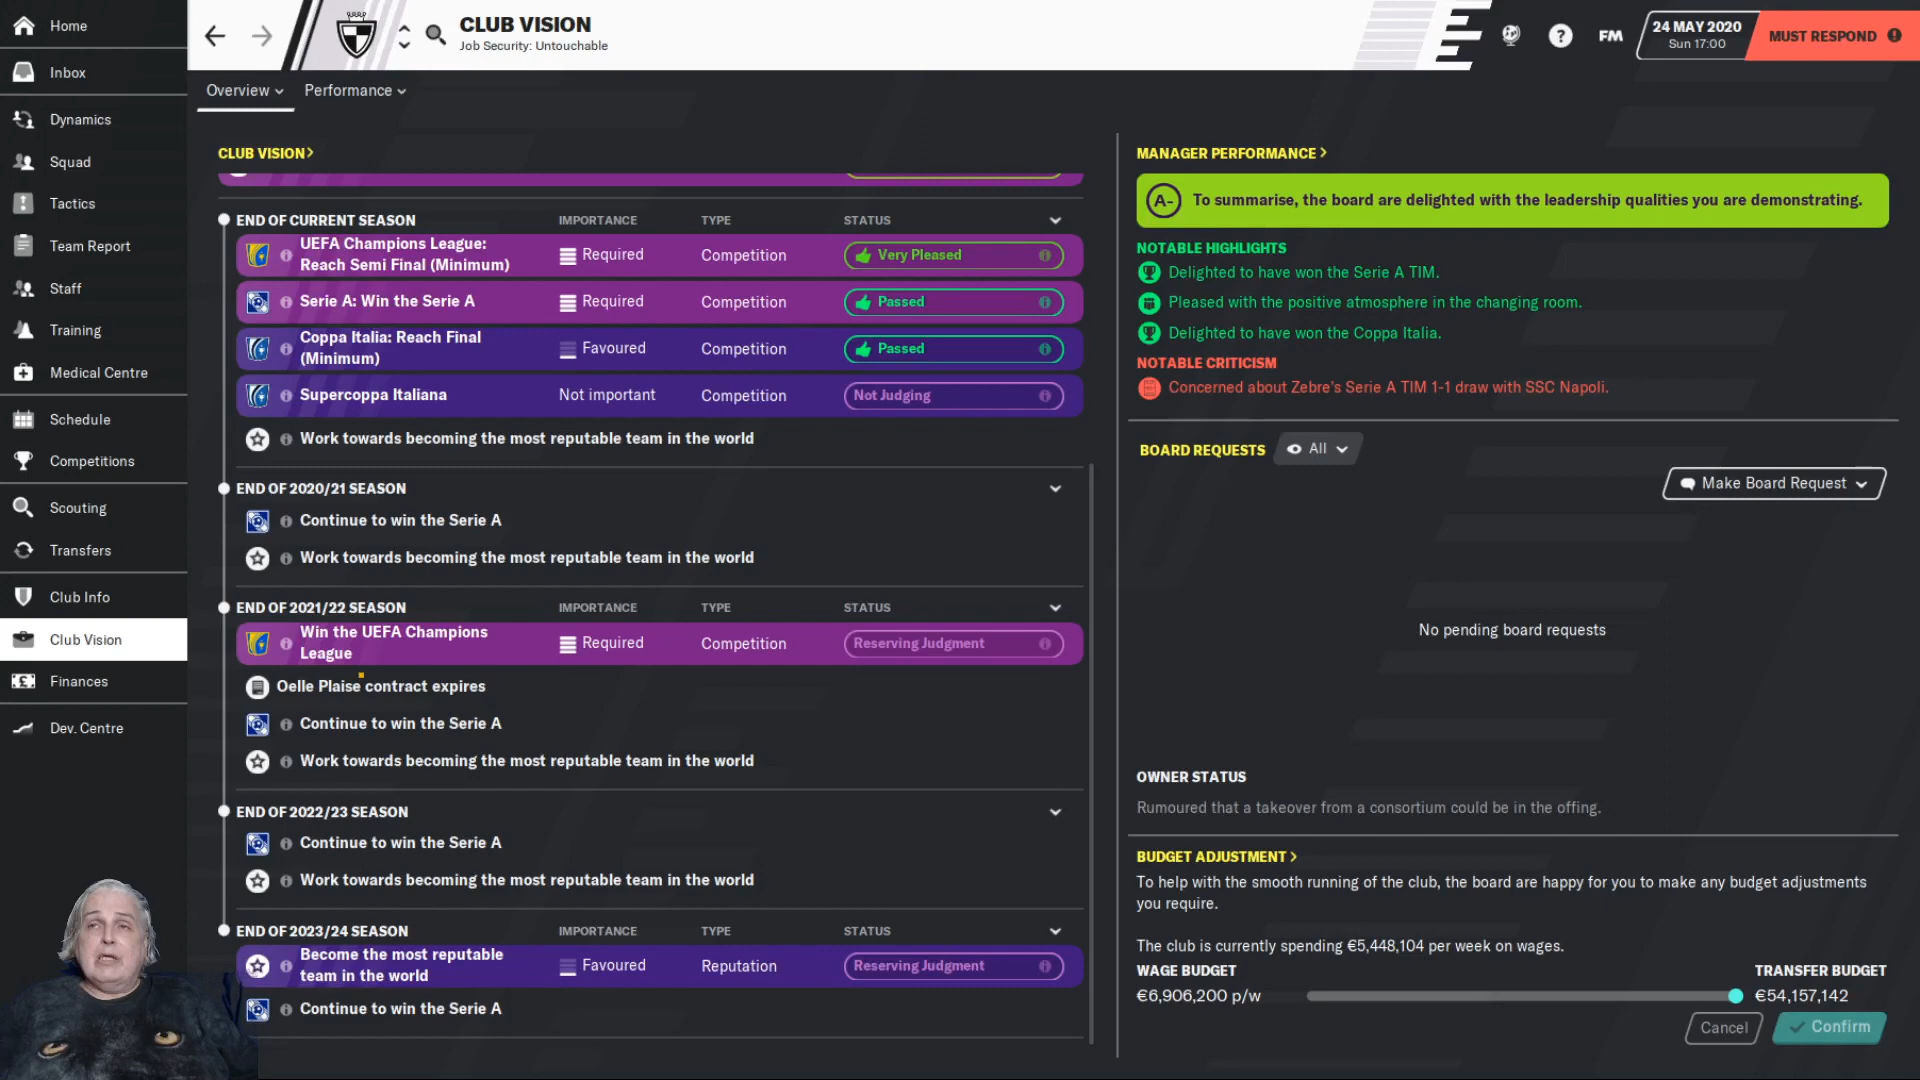 Home
Inbox
Dynamics
Squad
Tactics
Team Report
Staff
Training
Medical Centre
Schedule
Competitions
Scouting
Transfers
Club Info
Club Vision
Finances
Dev. Centre
CLUB VISION
Job Security: Untouchable
FM
24 MAY 2020
Sun 17:00
MUST RESPOND
Overview
Performance
CLUB VISION
END OF CURRENT SEASON IMPORTANCE TYPE STATUS
UEFA Champions League:
Reach Semi Final (Minimum) Required Competition Very Pleased
Serie A: Win the Serie A Required Competition Passed
Coppa Italia: Reach Final
(Minimum) Favoured Competition Passed
Supercoppa Italiana Not important Competition Not Judging
Work towards becoming the most reputable team in the world
END OF 2020/21 SEASON
Continue to win the Serie A
Work towards becoming the most reputable team in the world
END OF 2021/22 SEASON IMPORTANCE TYPE STATUS
Win the UEFA Champions
League Required Competition Reserving Judgment
Oelle Plaise contract expires
Continue to win the Serie A
Work towards becoming the most reputable team in the world
END OF 2022/23 SEASON
Continue to win the Serie A
Work towards becoming the most reputable team in the world
END OF 2023/24 SEASON IMPORTANCE TYPE STATUS
Become the most reputable
team in the world Favoured Reputation Reserving Judgment
Continue to win the Serie A
MANAGER PERFORMANCE
A- To summarise, the board are delighted with the leadership qualities you are demonstrating.
NOTABLE HIGHLIGHTS
Delighted to have won the Serie A TIM.
Pleased with the positive atmosphere in the changing room.
Delighted to have won the Coppa Italia.
NOTABLE CRITICISM
Concerned about Zebre's Serie A TIM 1-1 draw with SSC Napoli.
BOARD REQUESTS All
Make Board Request
No pending board requests
OWNER STATUS
Rumoured that a takeover from a consortium could be in the offing.
BUDGET ADJUSTMENT
To help with the smooth running of the club, the board are happy for you to make any budget adjustments
you require.
The club is currently spending €5,448,104 per week on wages.
WAGE BUDGET TRANSFER BUDGET
€6,906,200 p/w €54,157,142
Cancel Confirm